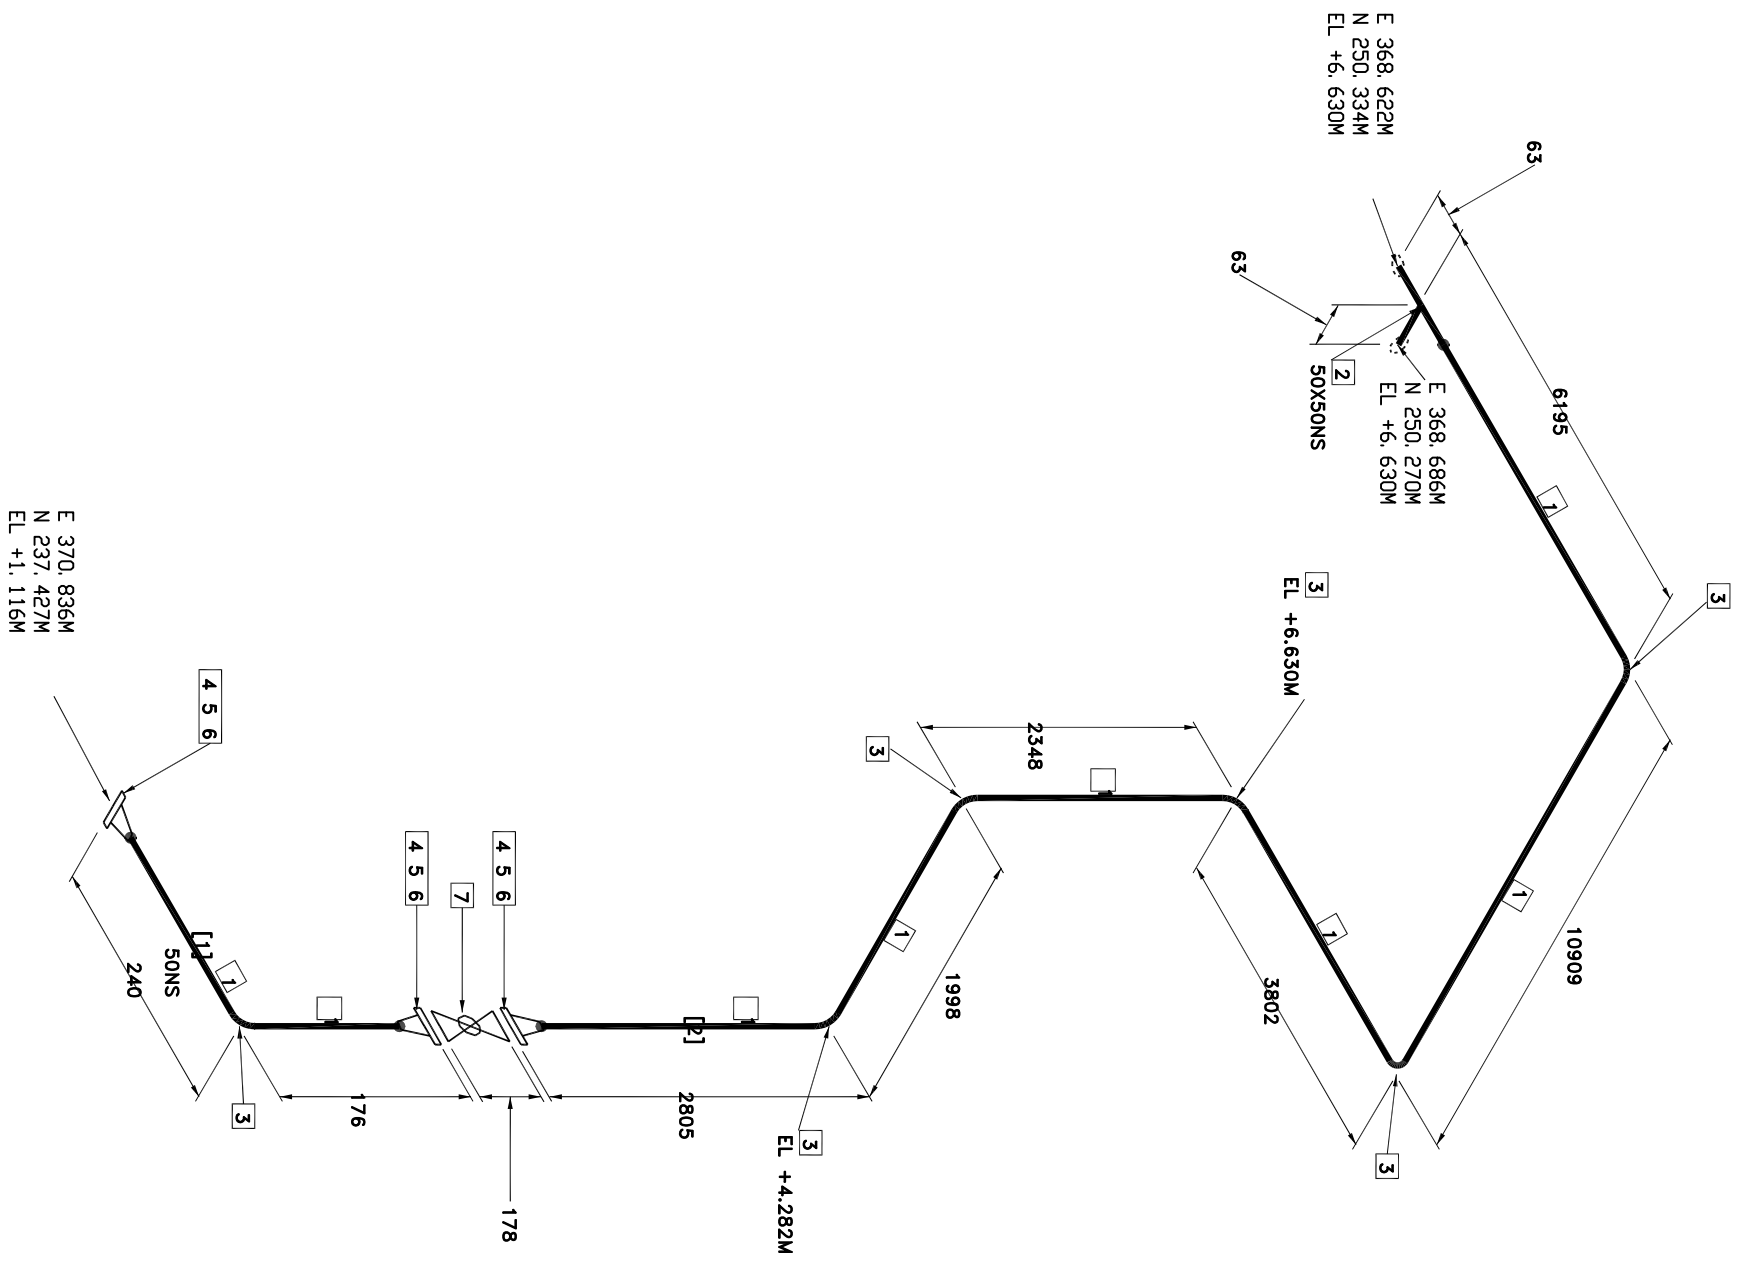 E 368. 622M
N 250. 334M
EL +6. 630M
63
63
2
50X50NS
E 368. 686M
N 250. 270M
EL +6. 630M
6195
1
3
3
EL +6.630M
2348
3
1
10909
1
3802
3
1
1998
E 370. 836M
N 237. 427M
EL +1. 116M
4 5 6
4 5 6
7
4 5 6
[1]
50NS
1
240
3
176
178
[2]
2805
3
EL +4.282M